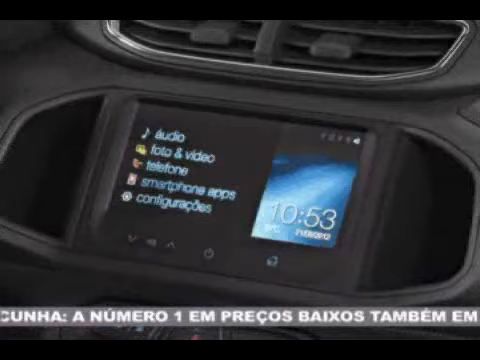 áudio
foto & vídeo
telefone
smartphone apps
configurações
10:53
CUNHA: A NÚMERO 1 EM PREÇOS BAIXOS TAMBÉM EM